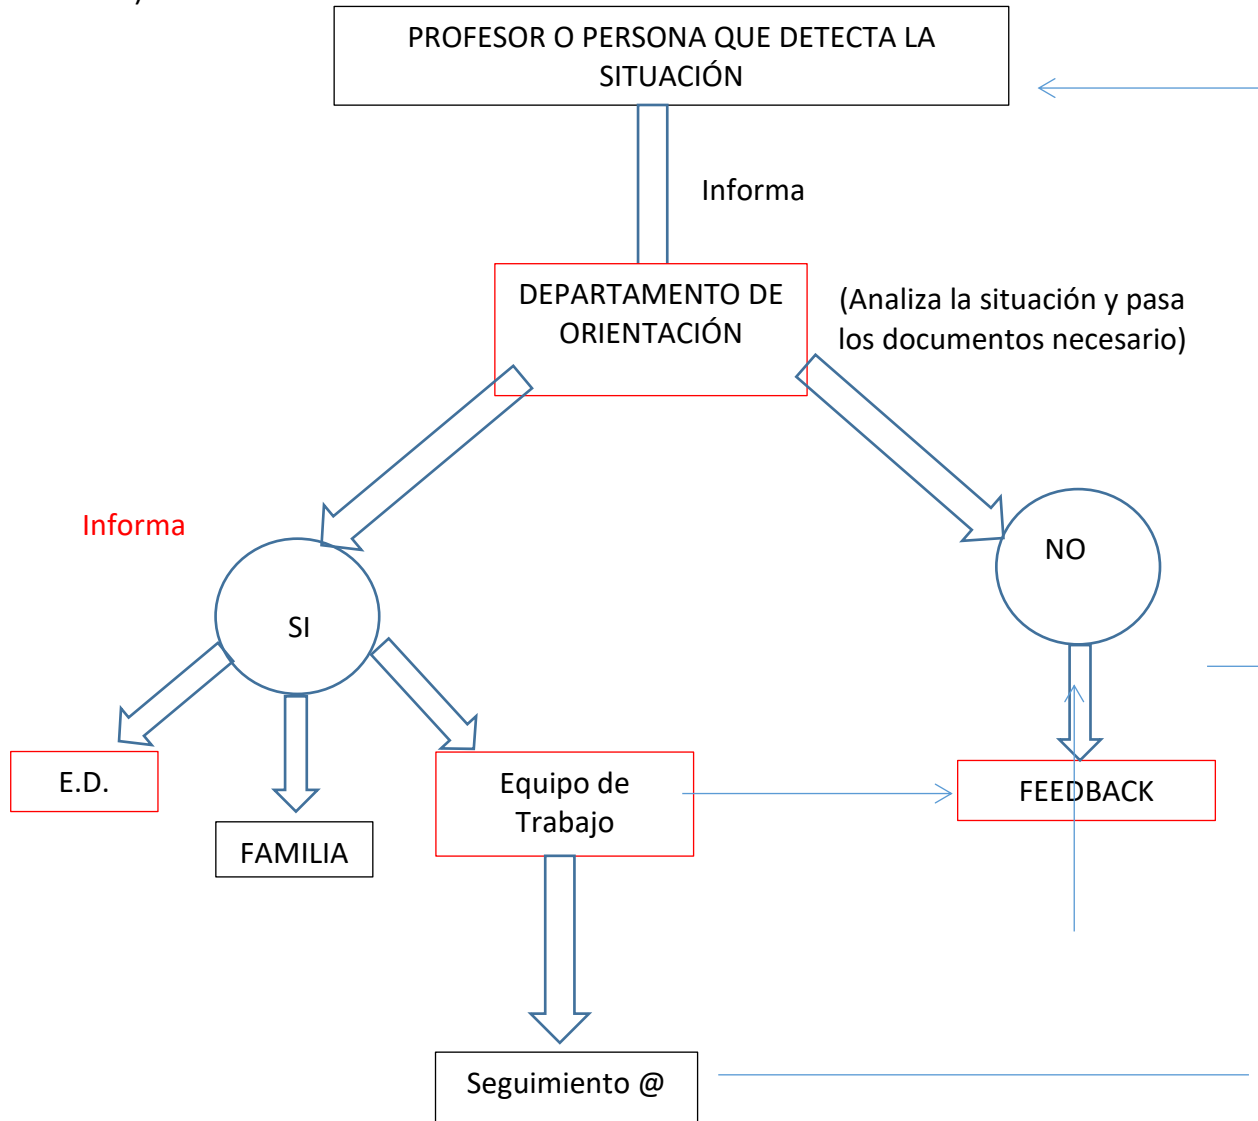 PROFESOR O PERSONA QUE DETECTA LA
SITUACIÓN
Informa
DEPARTAMENTO DE
ORIENTACIÓN
(Analiza la situación y pasa
los documentos necesario)
Informa
NO
SI
E.D.
Equipo de
Trabajo
FEEDBACK
FAMILIA
Seguimiento @